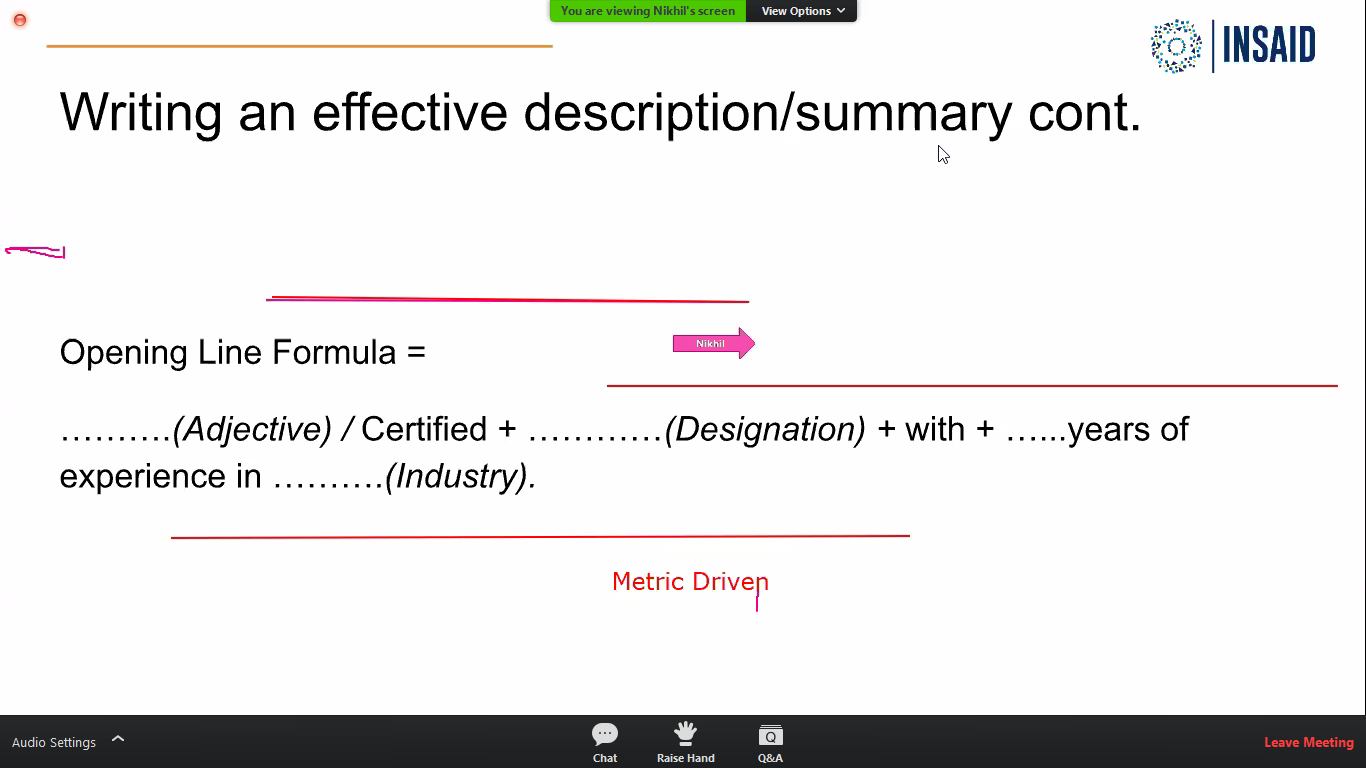 You are viewing Nikhil's screen View Options
INSAID
Writing an effective description/summary cont.
Nikhil
Opening Line Formula =
……….(Adjective) / Certified + …………(Designation) + with + …...years of
experience in ……….(Industry).
Metric Driven
Audio Settings
Chat
Raise Hand
Q&A
Leave Meeting